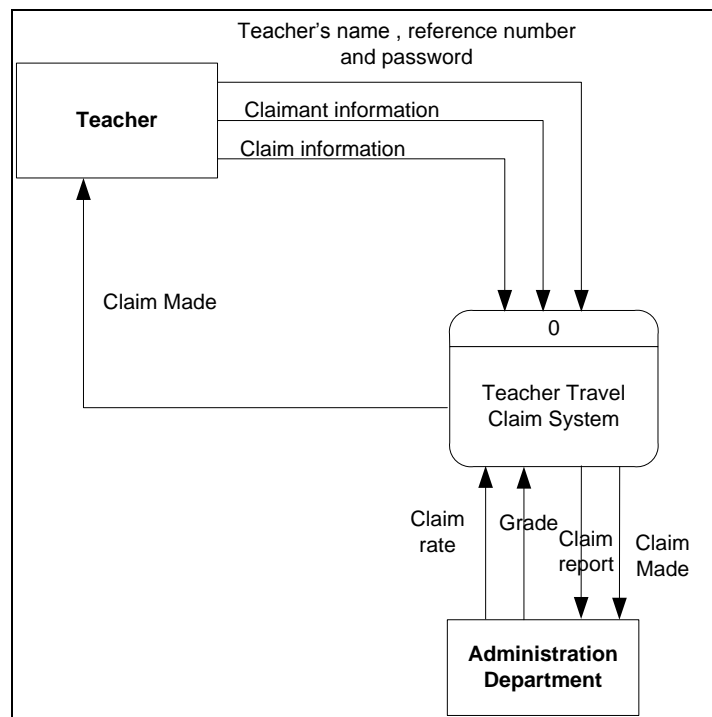 Teacher's name , reference number
and password
Teacher
Claimant information
Claim information
Claim Made
0
Teacher Travel
Claim System
Claim
rate
Grade
Claim
report
Claim
Made
Administration
Department